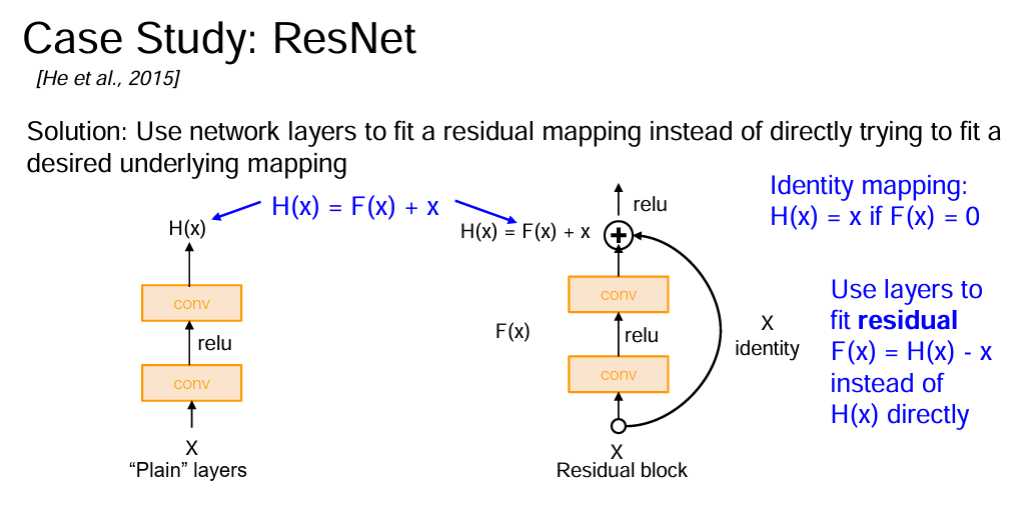 Case Study: ResNet
[He et al., 2015]
Solution: Use network layers to fit a residual mapping instead of directly trying to fit a
desired underlying mapping
H(x) = F(x) + x
H(x)
conv
relu
conv
X
“Plain” layers
relu
H(x) = F(x) + x
+
conv
F(x)
relu
conv
X
identity
X
Residual block
Identity mapping:
H(x) = x if F(x) = 0
Use layers to
fit residual
F(x) = H(x) - x
instead of
H(x) directly